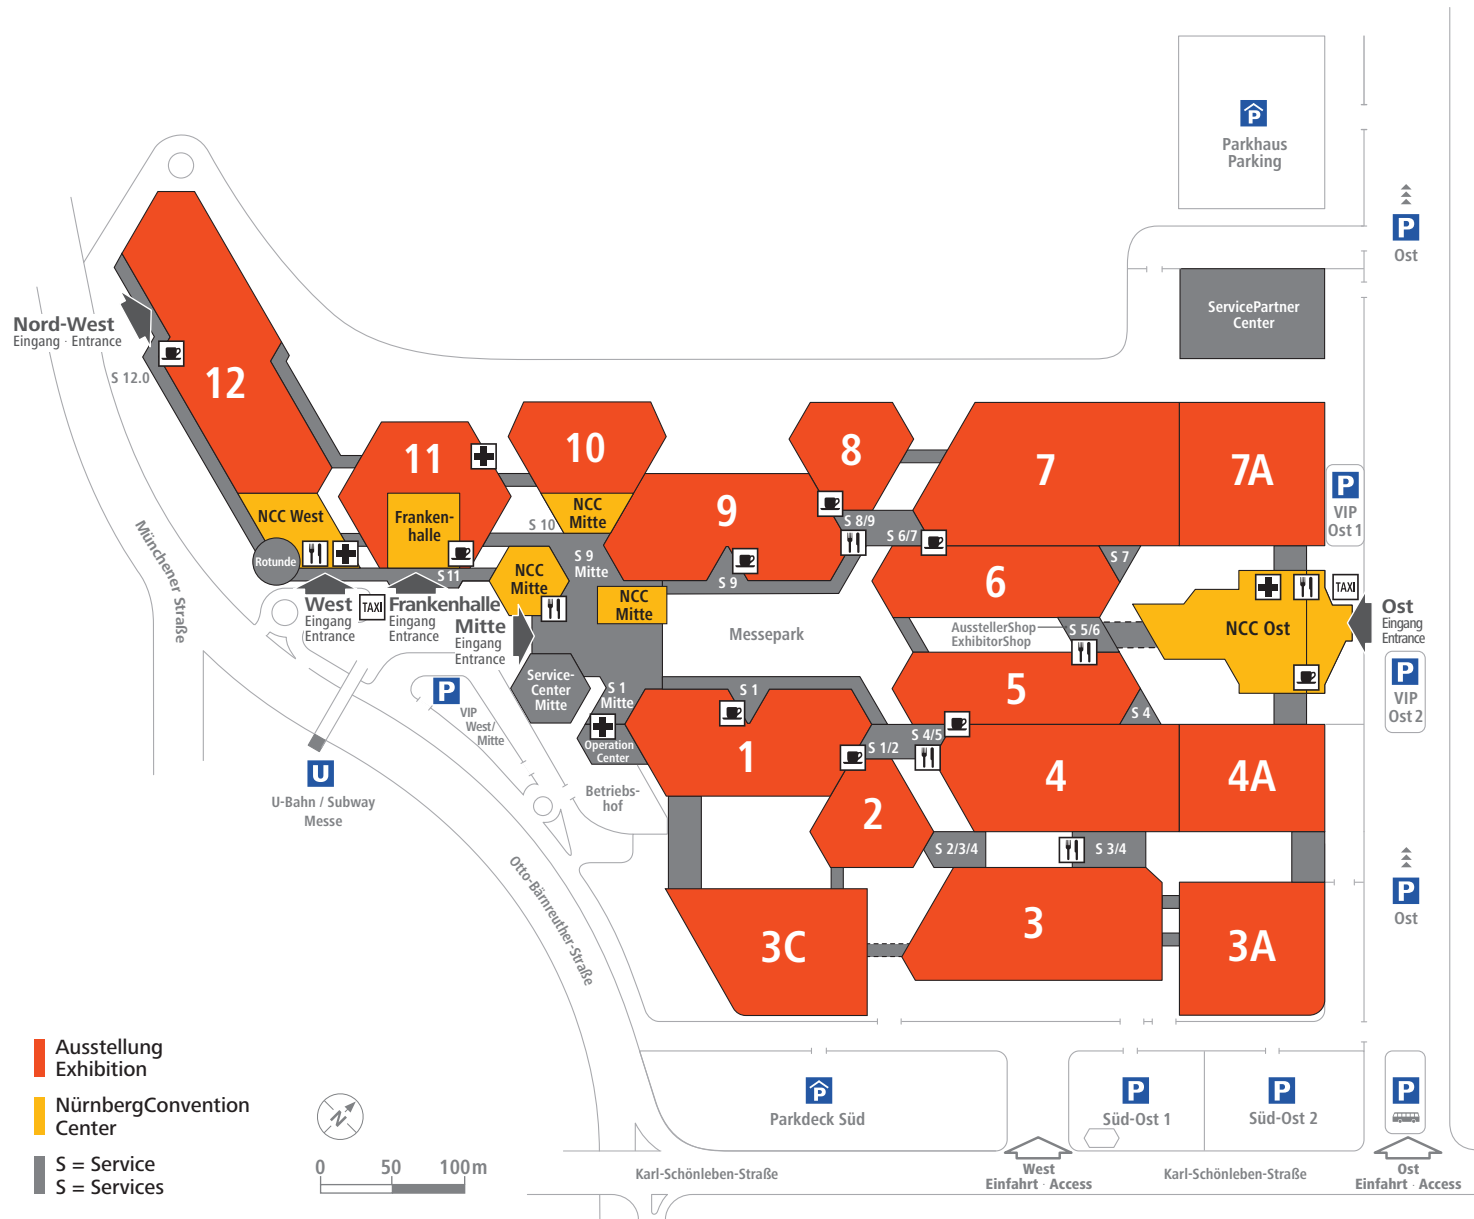 P
Parkhaus
Parking
P
Ost
ServicePartner
Center
Nord-West
Eingang · Entrance
S 12.0
12
11
10
8
7
7A
9
NCC West
Franken-
halle
NCC
Mitte
S 10
S 8/9
S 6/7
P
VIP
Ost 1
Rotunde
S 11
S 9
Mitte
S 9
NCC
Mitte
NCC
Mitte
S 7
6
TAXI
Münchener Straße
West
Eingang
Entrance
TAXI
Frankenhalle
Eingang
Entrance
Mitte
Eingang
Entrance
Messepark
AusstellerShop
ExhibitorShop
S 5/6
NCC Ost
Ost
Eingang
Entrance
Service-
Center
Mitte
S 1
Mitte
S 1
5
S 4
P
VIP
Ost 2
P
VIP
West/
Mitte
Operation
Center
1
S 1/2
S 4/5
4
4A
U
U-Bahn / Subway
Messe
Betriebs-
hof
2
S 2/3/4
S 3/4
Otto-Bärnreuther-Straße
3C
3
3A
P
Ost
Ausstellung
Exhibition
NürnbergConvention
Center
S = Service
S = Services
N
0 50 100 m
P
Parkdeck Süd
P
Süd-Ost 1
P
Süd-Ost 2
P
Karl-Schönleben-Straße
West
Einfahrt · Access
Karl-Schönleben-Straße
Ost
Einfahrt · Access